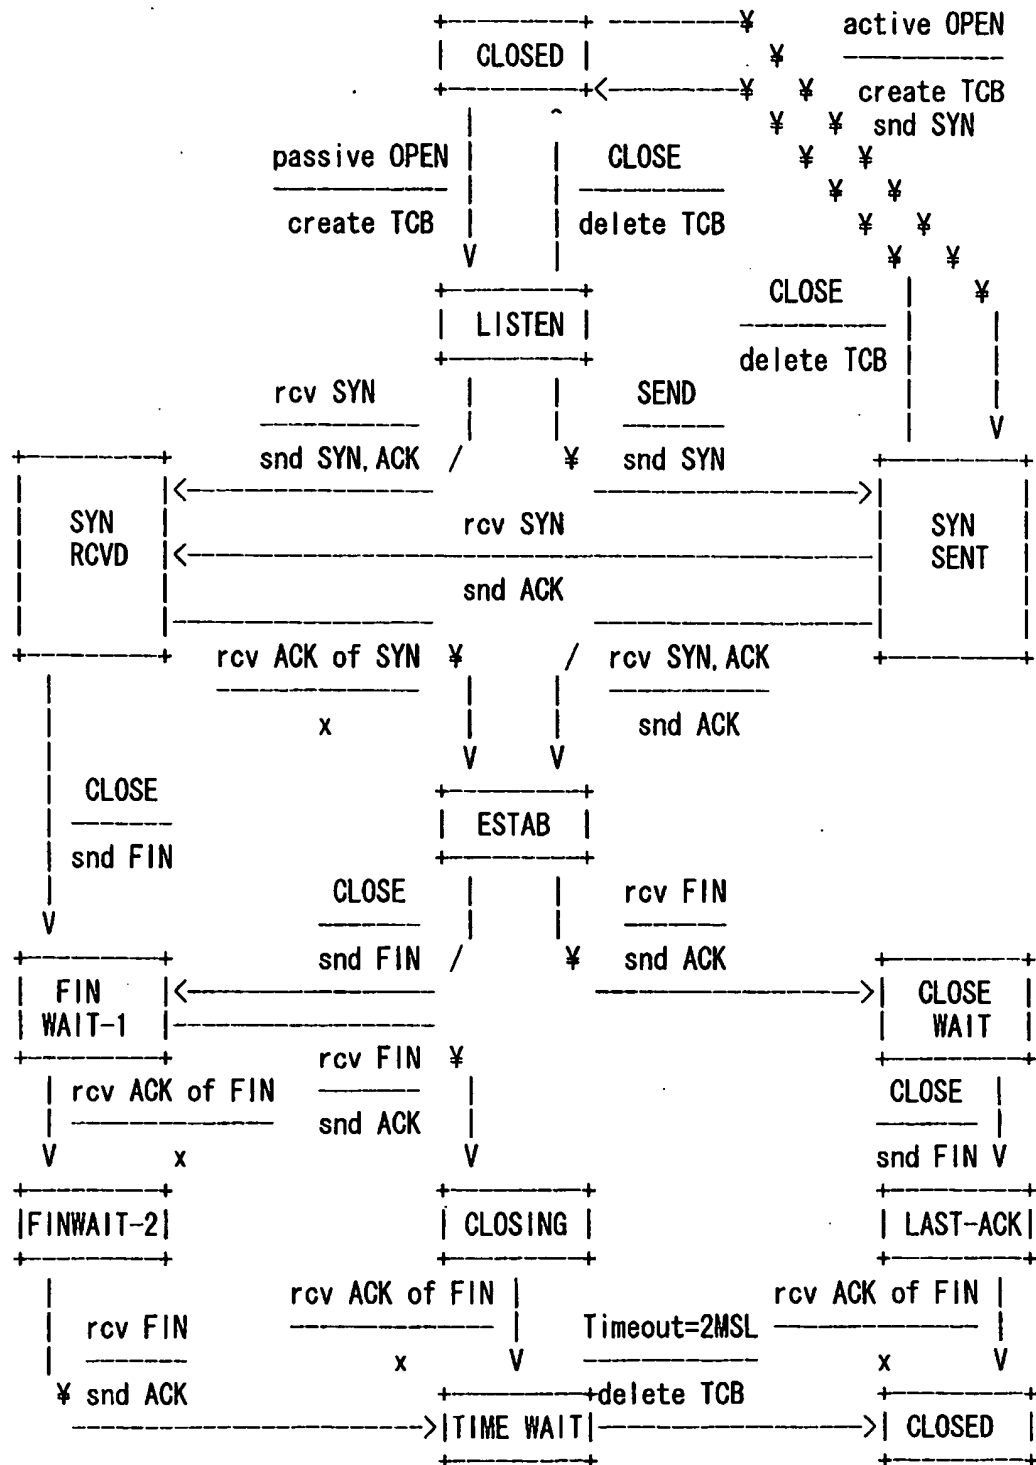 active OPEN
CLOSED
create TCB
snd SYN
passive OPEN
CLOSE
create TCB
delete TCB
CLOSE
LISTEN
delete TCB
rcv SYN
SEND
snd SYN,ACK
snd SYN
SYN
RCVD
rcv SYN
SYN
SENT
snd ACK
rcv ACK of SYN
rcv SYN,ACK
x
snd ACK
CLOSE
ESTAB
snd FIN
CLOSE
rcv FIN
snd FIN
snd ACK
FIN
WAIT-1
CLOSE
WAIT
rcv FIN
rcv ACK of FIN
CLOSE
snd ACK
x
snd FIN
FINWAIT-2
CLOSING
LAST-ACK
rcv ACK of FIN
rcv ACK of FIN
rcv FIN
Timeout=2MSL
x
x
snd ACK
delete TCB
TIME WAIT
CLOSED